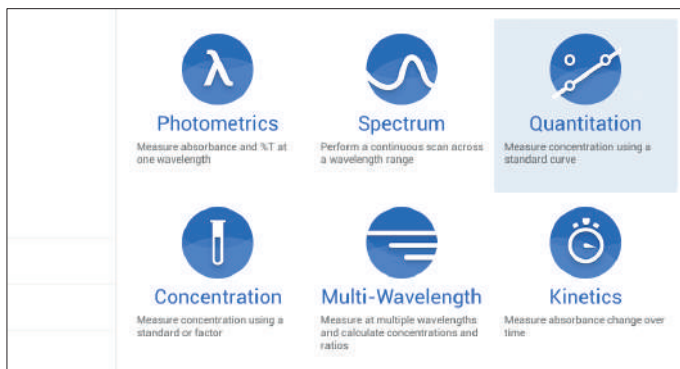 λ
Photometrics
Measure absorbance and %T at
one wavelength
Spectrum
Perform a continuous scan across
a wavelength range
Quantitation
Measure concentration using a
standard curve
Concentration
Measure concentration using a
standard or factor
Multi-Wavelength
Measure at multiple wavelengths
and calculate concentrations and
ratios
Kinetics
Measure absorbance change over
time